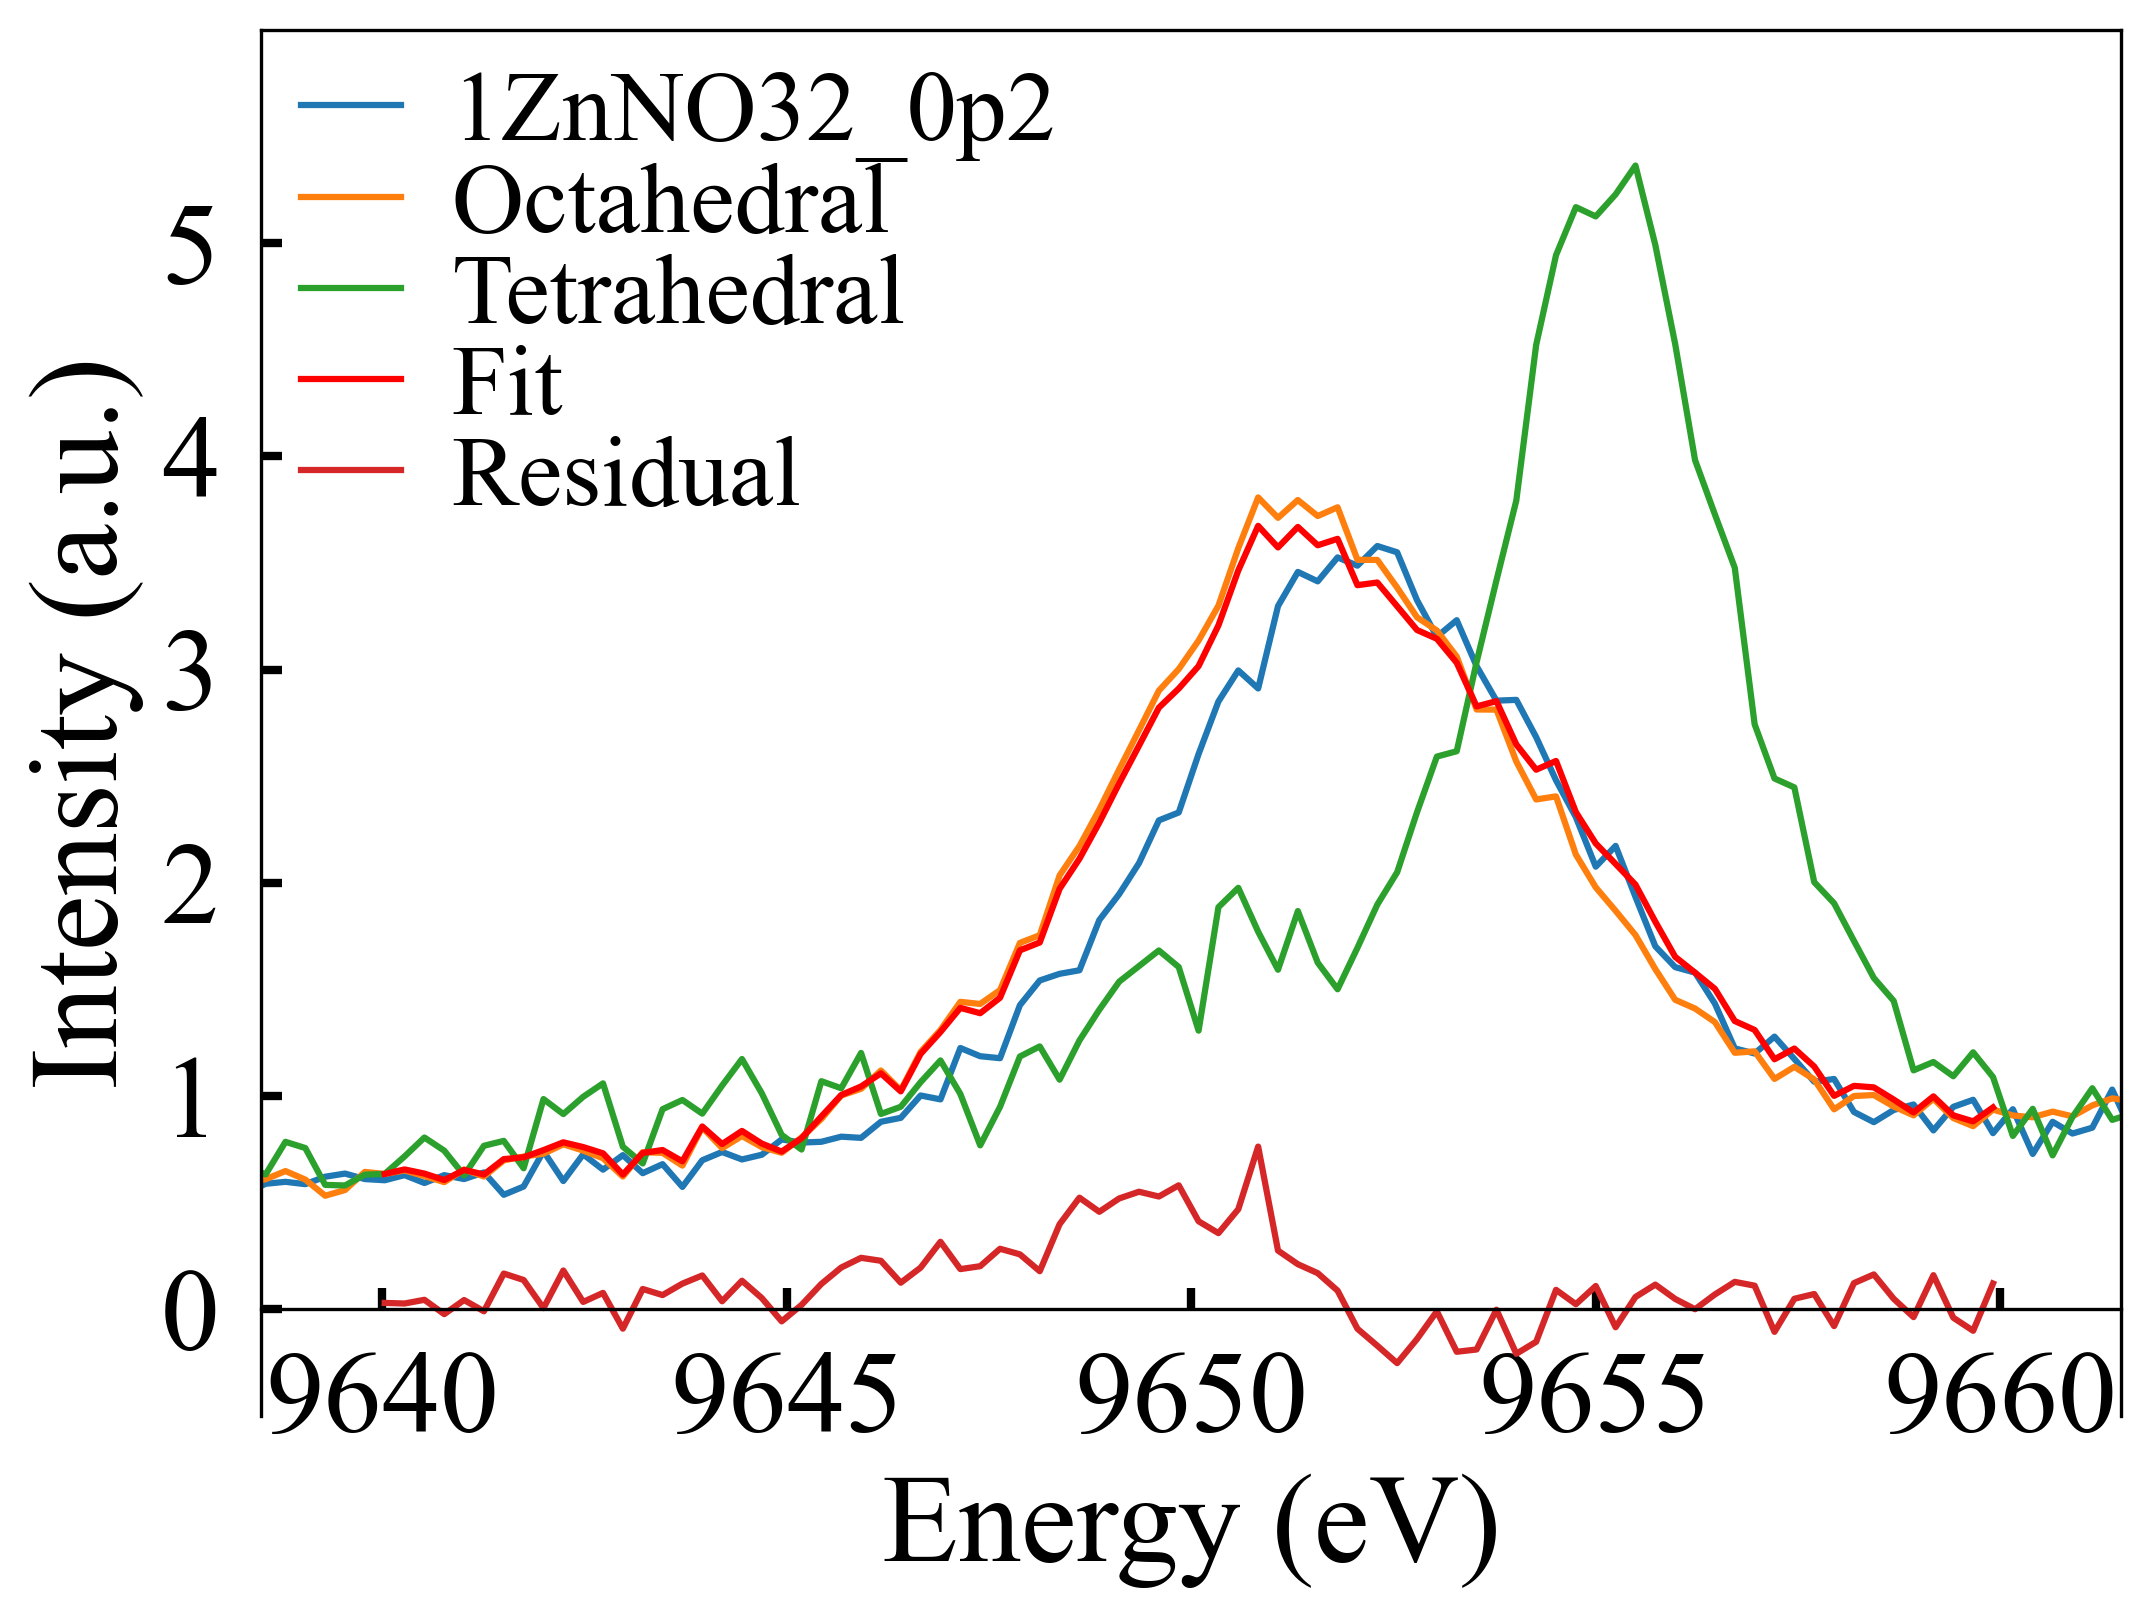 1ZnNO32_0p2
Octahedral
Tetrahedral
Fit
Residual
5
4
3
2
1
0
Intensity (a.u.)
9640 9645 9650 9655 9660
Energy (eV)